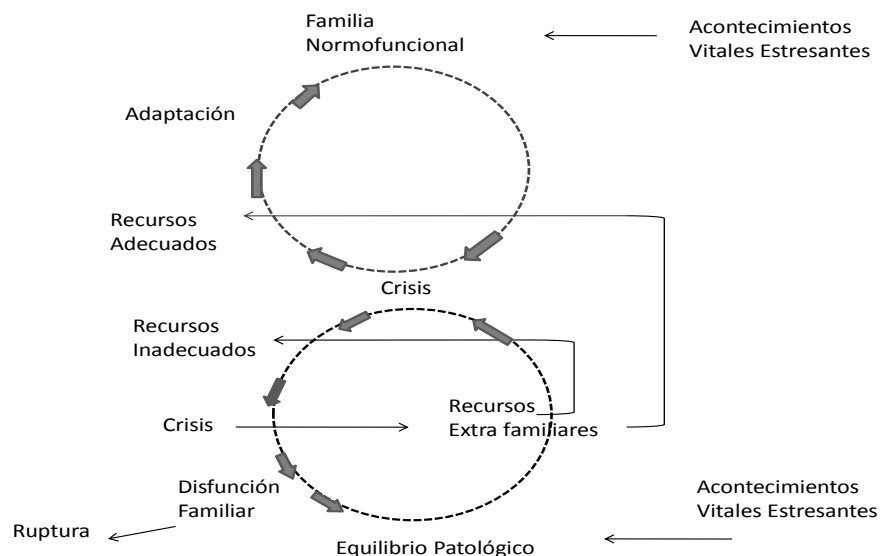 Familia
Normofuncional
Acontecimientos
Vitales Estresantes
Adaptación
Recursos
Adecuados
Crisis
Recursos
Inadecuados
Recursos
Extra familiares
Crisis
Disfunción
Familiar
Acontecimientos
Vitales Estresantes
Ruptura
Equilibrio Patológico